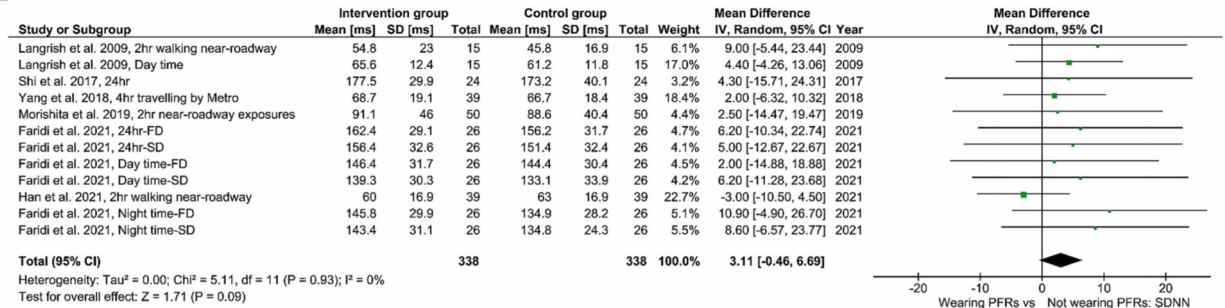 Intervention group Control group Mean Difference Mean Difference
Study or Subgroup Mean [ms] SD [ms] Total Mean [ms] SD [ms] Total Weight IV, Random, 95% CI Year IV, Random, 95% CI
Langrish et al. 2009, 2hr walking near-roadway 54.8 23 15 45.8 16.9 15 6.1% 9.00 [-5.44, 23.44] 2009
Langrish et al. 2009, Day time 65.6 12.4 15 61.2 11.8 15 17.0% 4.40 [-4.26, 13.06] 2009
Shi et al. 2017, 24hr 177.5 29.9 24 173.2 40.1 24 3.2% 4.30 [-15.71, 24.31] 2017
Yang et al. 2018, 4hr travelling by Metro 68.7 19.1 39 66.7 18.4 39 18.4% 2.00 [-6.32, 10.32] 2018
Morishita et al. 2019, 2hr near-roadway exposures 91.1 46 50 88.6 40.4 50 4.4% 2.50 [-14.47, 19.47] 2019
Faridi et al. 2021, 24hr-FD 162.4 29.1 26 156.2 31.7 26 4.7% 6.20 [-10.34, 22.74] 2021
Faridi et al. 2021, 24hr-SD 156.4 32.6 26 151.4 32.4 26 4.1% 5.00 [-12.67, 22.67] 2021
Faridi et al. 2021, Day time-FD 146.4 31.7 26 144.4 30.4 26 4.5% 2.00 [-14.88, 18.88] 2021
Faridi et al. 2021, Day time-SD 139.3 30.3 26 133.1 33.9 26 4.2% 6.20 [-11.28, 23.68] 2021
Han et al. 2021, 2hr walking near-roadway 60 16.9 39 63 16.9 39 22.7% -3.00 [-10.50, 4.50] 2021
Faridi et al. 2021, Night time-FD 145.8 29.9 26 134.9 28.2 26 5.1% 10.90 [-4.90, 26.70] 2021
Faridi et al. 2021, Night time-SD 143.4 31.1 26 134.8 24.3 26 5.5% 8.60 [-6.57, 23.77] 2021
Total (95% CI) 338 338 100.0% 3.11 [-0.46, 6.69]
Heterogeneity: Tau² = 0.00; Chi² = 5.11, df = 11 (P = 0.93); I² = 0%
Test for overall effect: Z = 1.71 (P = 0.09)
-20 -10 0 10 20
Wearing PFRs vs Not wearing PFRs: SDNN